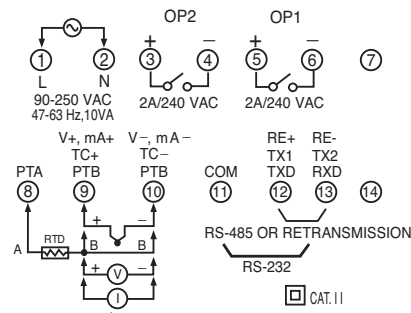 OP2 OP1
+ − + −
1 2 3 4 5 6 7
L N
90-250 VAC 2A/240 VAC 2A/240 VAC
47-63 Hz,10VA
V+, mA+ V−, mA− RE+ RE-
TC+ TC− TX1 TX2
PTA PTB PTB COM TXD RXD
8 9 10 11 12 13 14
+ −
RTD
A B B
RS-485 OR RETRANSMISSION
+ V −
RS-232
I
CAT.II